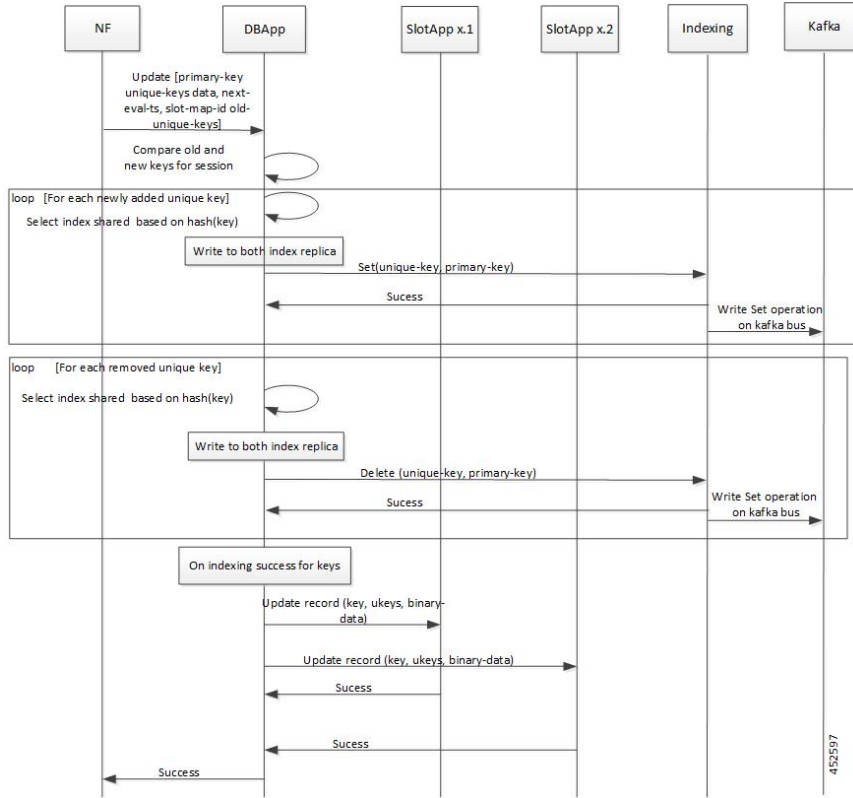 NF
DBApp
SlotApp x.1
SlotApp x.2
Indexing
Kafka
Update [primary-key
unique-keys data, next-
eval-ts, slot-map-id old-
unique-keys]
Compare old and
new keys for session
loop [For each newly added unique key]
Select index shared based on hash(key)
Write to both index replica
Set(unique-key, primary-key)
Sucess
Write Set operation
on kafka bus
loop [For each removed unique key]
Select index shared based on hash(key)
Write to both index replica
Delete (unique-key, primary-key)
Sucess
Write Set operation
on kafka bus
On indexing success for keys
Update record (key, ukeys, binary-
data)
Update record (key, ukeys, binary-data)
Sucess
Sucess
Success
452597